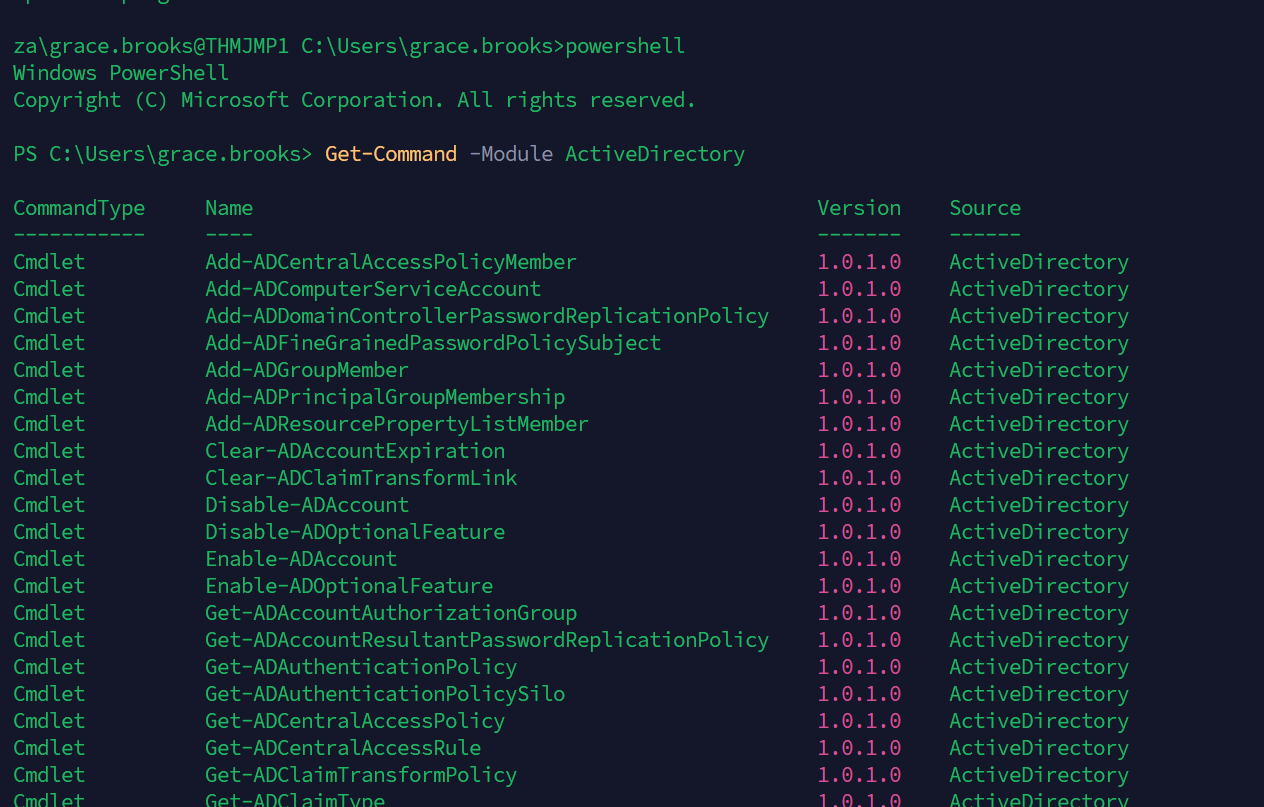 za\grace.brooks@THMJMP1 C:\Users\grace.brooks>powershell
Windows PowerShell
Copyright (C) Microsoft Corporation. All rights reserved.
PS C:\Users\grace.brooks> Get-Command -Module ActiveDirectory
CommandType Name Version Source
----------- ---- ------- ------
Cmdlet Add-ADCentralAccessPolicyMember 1.0.1.0 ActiveDirectory
Cmdlet Add-ADComputerServiceAccount 1.0.1.0 ActiveDirectory
Cmdlet Add-ADDomainControllerPasswordReplicationPolicy 1.0.1.0 ActiveDirectory
Cmdlet Add-ADFineGrainedPasswordPolicySubject 1.0.1.0 ActiveDirectory
Cmdlet Add-ADGroupMember 1.0.1.0 ActiveDirectory
Cmdlet Add-ADPrincipalGroupMembership 1.0.1.0 ActiveDirectory
Cmdlet Add-ADResourcePropertyListMember 1.0.1.0 ActiveDirectory
Cmdlet Clear-ADAccountExpiration 1.0.1.0 ActiveDirectory
Cmdlet Clear-ADClaimTransformLink 1.0.1.0 ActiveDirectory
Cmdlet Disable-ADAccount 1.0.1.0 ActiveDirectory
Cmdlet Disable-ADOptionalFeature 1.0.1.0 ActiveDirectory
Cmdlet Enable-ADAccount 1.0.1.0 ActiveDirectory
Cmdlet Enable-ADOptionalFeature 1.0.1.0 ActiveDirectory
Cmdlet Get-ADAccountAuthorizationGroup 1.0.1.0 ActiveDirectory
Cmdlet Get-ADAccountResultantPasswordReplicationPolicy 1.0.1.0 ActiveDirectory
Cmdlet Get-ADAuthenticationPolicy 1.0.1.0 ActiveDirectory
Cmdlet Get-ADAuthenticationPolicySilo 1.0.1.0 ActiveDirectory
Cmdlet Get-ADCentralAccessPolicy 1.0.1.0 ActiveDirectory
Cmdlet Get-ADCentralAccessRule 1.0.1.0 ActiveDirectory
Cmdlet Get-ADClaimTransformPolicy 1.0.1.0 ActiveDirectory
Cmdlet Get-ADClaimType 1.0.1.0 ActiveDirectory